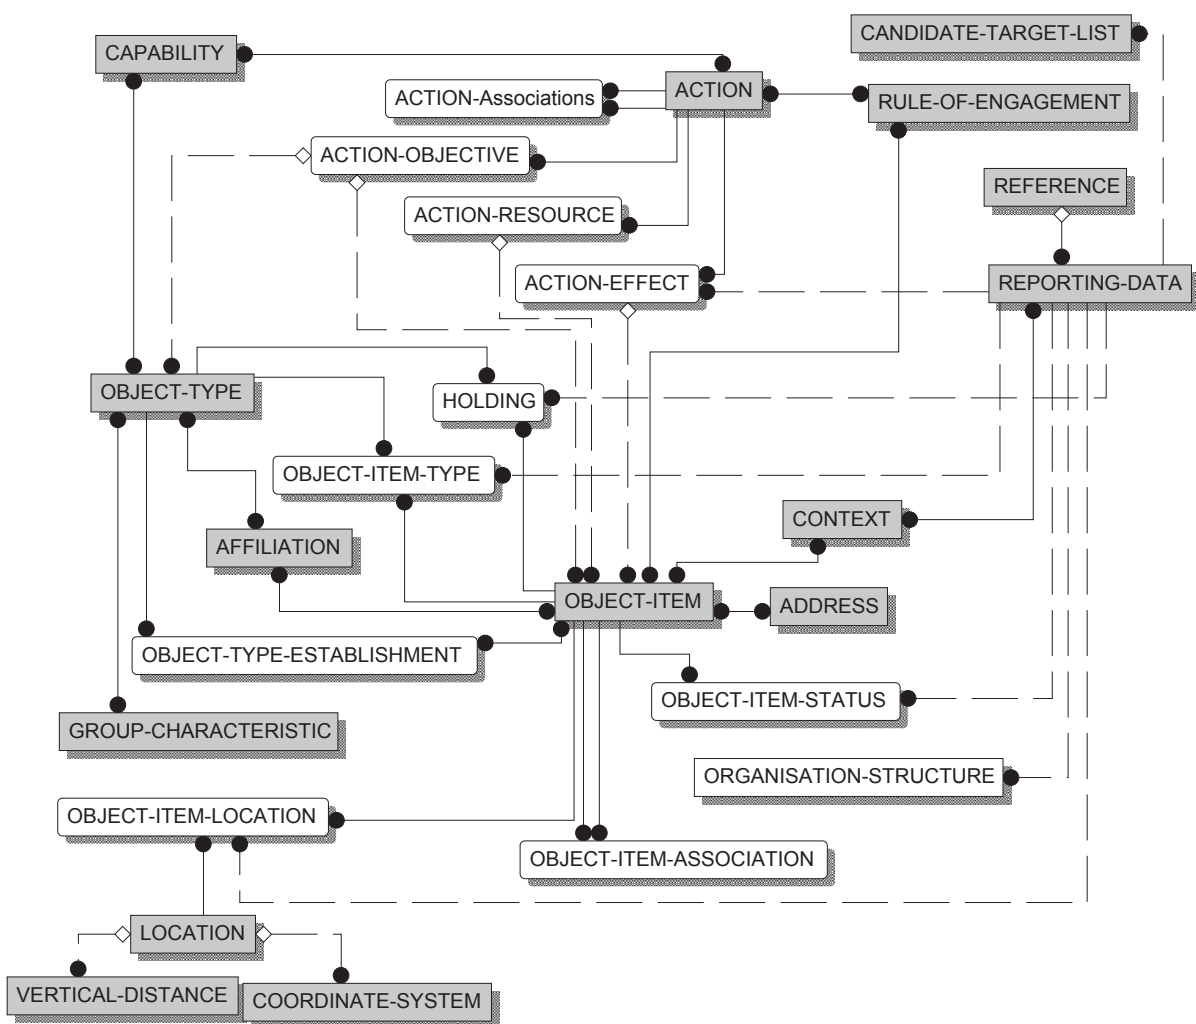 CANDIDATE-TARGET-LIST
CAPABILITY
ACTION
ACTION-Associations
RULE-OF-ENGAGEMENT
ACTION-OBJECTIVE
REFERENCE
ACTION-RESOURCE
ACTION-EFFECT
REPORTING-DATA
OBJECT-TYPE
HOLDING
OBJECT-ITEM-TYPE
CONTEXT
AFFILIATION
OBJECT-ITEM
ADDRESS
OBJECT-TYPE-ESTABLISHMENT
OBJECT-ITEM-STATUS
GROUP-CHARACTERISTIC
ORGANISATION-STRUCTURE
OBJECT-ITEM-LOCATION
OBJECT-ITEM-ASSOCIATION
LOCATION
VERTICAL-DISTANCE
COORDINATE-SYSTEM